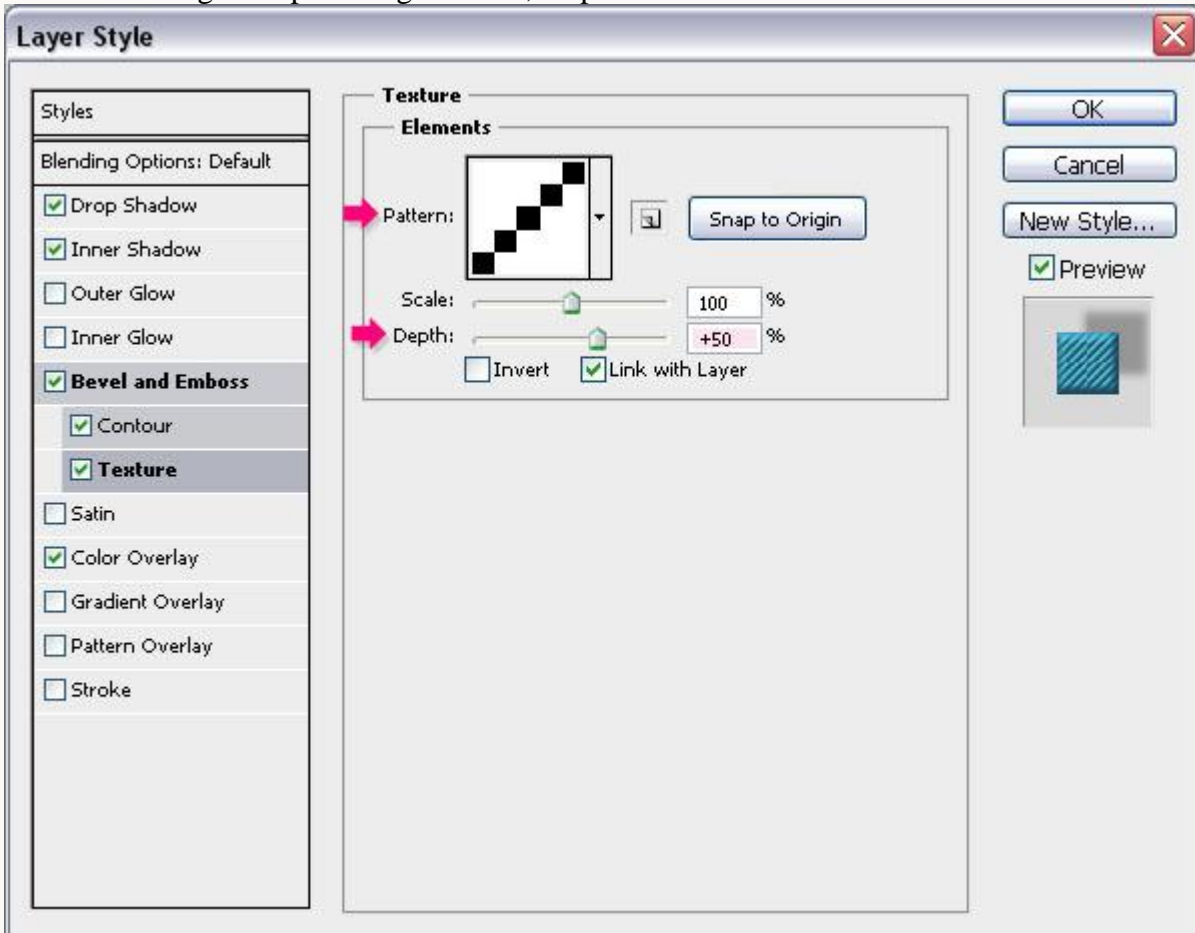 Layer Style
Styles
Blending Options: Default
Drop Shadow
Inner Shadow
Outer Glow
Inner Glow
Bevel and Emboss
Contour
Texture
Satin
Color Overlay
Gradient Overlay
Pattern Overlay
Stroke
Texture
Elements
Pattern:
Snap to Origin
Scale: 100 %
Depth: +50 %
Invert Link with Layer
OK
Cancel
New Style...
Preview